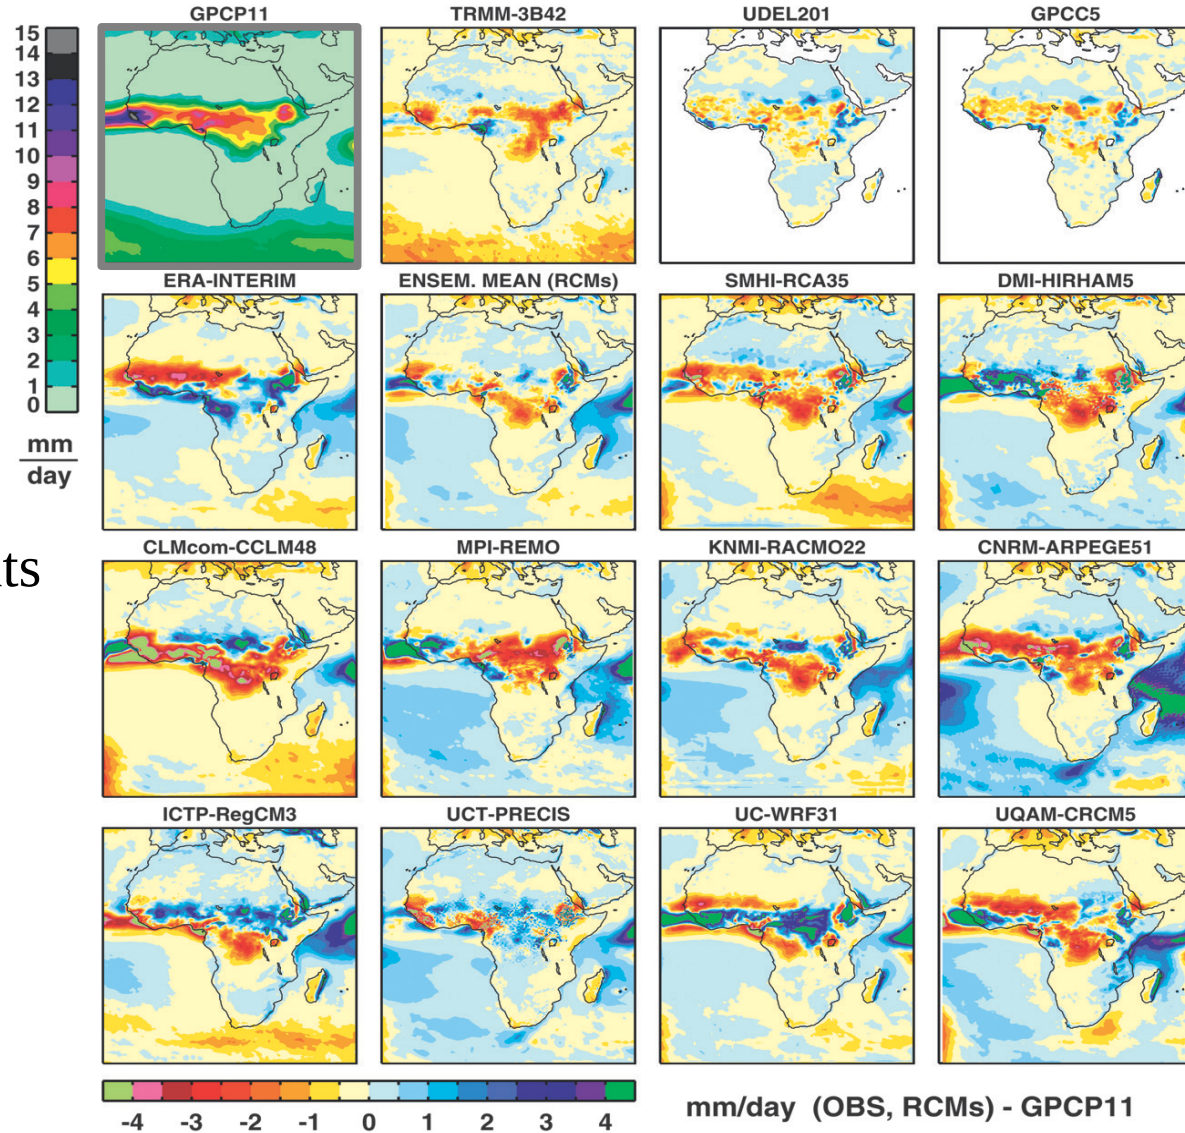 GPCP11 TRMM-3B42 UDEL201 GPCC5
15
14
13
12
11
10
9
8
7
6
5
4
3
2
1
0
mm
day
ERA-INTERIM ENSEM. MEAN (RCMs) SMHI-RCA35 DMI-HIRHAM5
CLMcom-CCLM48 MPI-REMO KNMI-RACMO22 CNRM-ARPEGE51
its
ICTP-RegCM3 UCT-PRECIS UC-WRF31 UQAM-CRCM5
-4 -3 -2 -1 0 1 2 3 4
mm/day (OBS, RCMs) - GPCP11